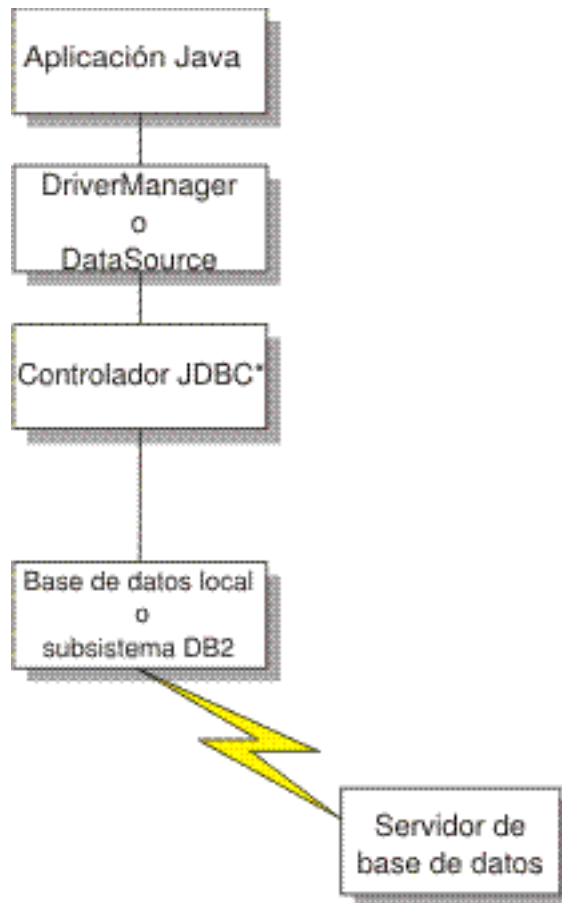 Aplicación Java
DriverManager
o
DataSource
Controlador JDBC*
Base de datos local
o
subsistema DB2
Servidor de
base de datos